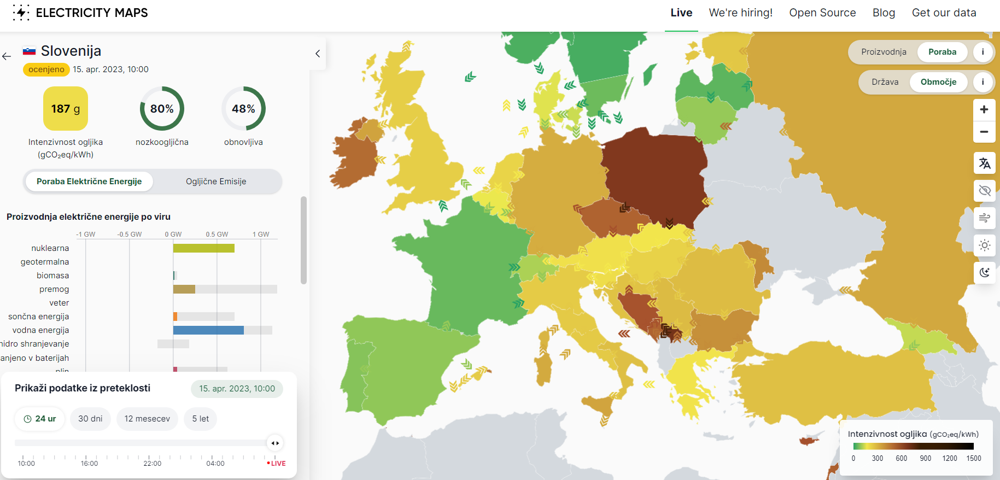 ELECTRICITY MAPS
Live We're hiring! Open Source Blog Get our data
Slovenija
ocenjeno 15. apr. 2023, 10:00
187 g 80% 48%
Intenzivnost ogljika nozkoogljična obnovljiva
(gCO₂eq/kWh)
Poraba Električne Energije Ogljične Emisije
Proizvodnja električne energije po viru
-1 GW -0.5 GW 0 GW 0.5 GW 1 GW
nuklearna
geotermalna
biomasa
premog
veter
sončna energija
vodna energija
hidro shranjevanje
anjeno v baterijah
plin
Prikaži podatke iz preteklosti 15. apr. 2023, 10:00
24 ur 30 dni 12 mesecev 5 let
10:00 16:00 22:00 04:00 LIVE
Proizvodnja Poraba i
Država Območje i
+
−
Intenzivnost ogljika (gCO₂eq/kWh)
0 300 600 900 1200 1500